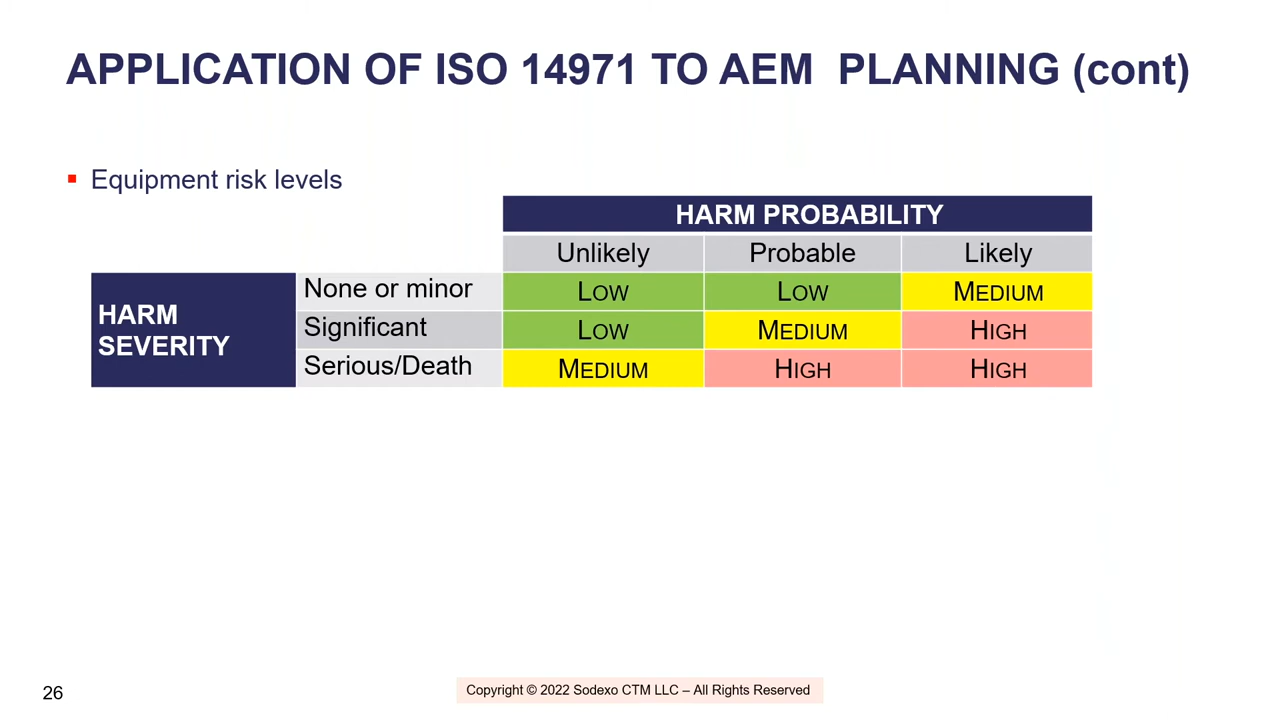 APPLICATION OF ISO 14971 TO AEM PLANNING (cont)
▪ Equipment risk levels
HARM PROBABILITY
Unlikely Probable Likely
HARM SEVERITY
None or minor LOW LOW MEDIUM
Significant LOW MEDIUM HIGH
Serious/Death MEDIUM HIGH HIGH
26
Copyright © 2022 Sodexo CTM LLC – All Rights Reserved